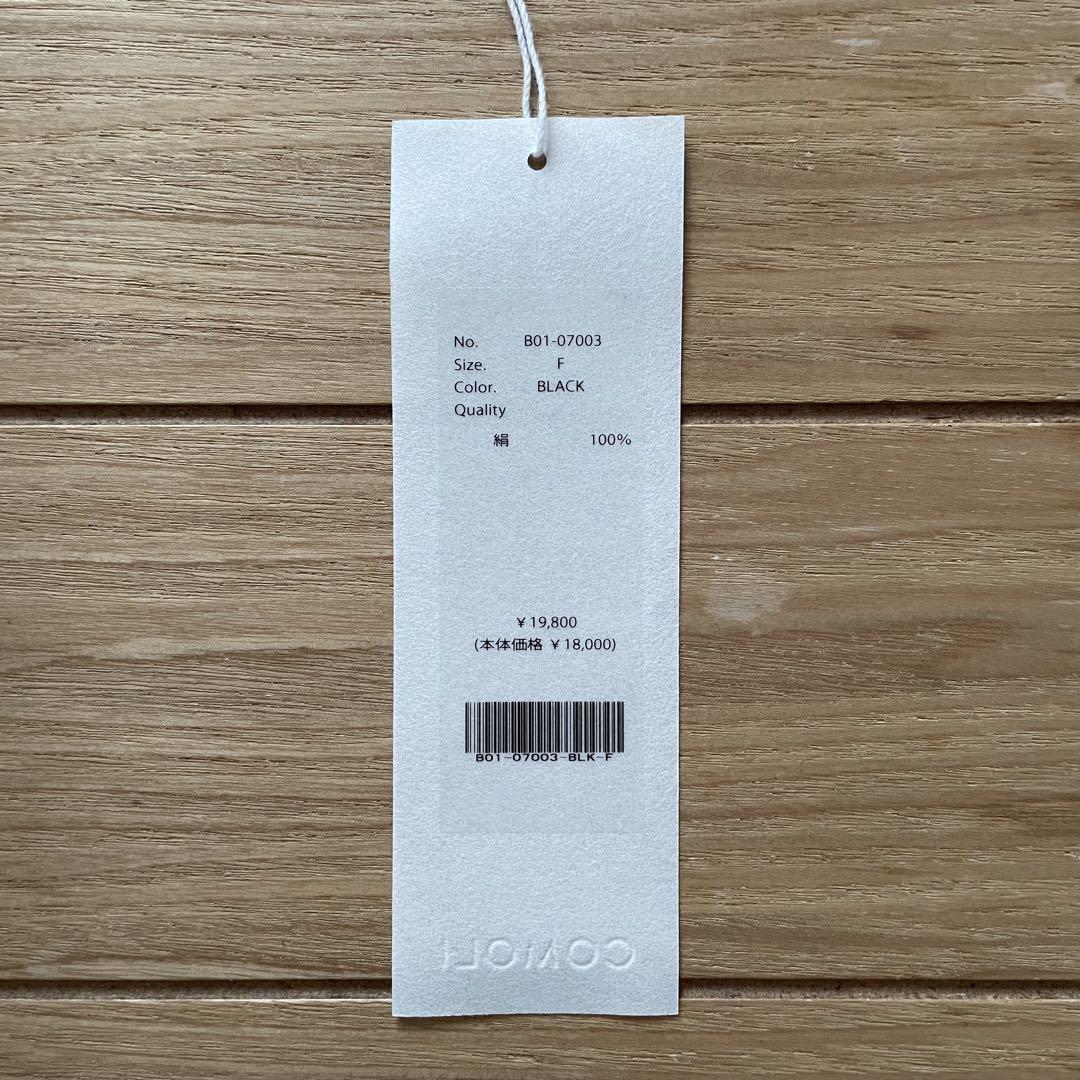 No. B01-07003
Size. F
Color. BLACK
Quality
絹 100%
￥19,800
(本体価格 ￥18,000)
B01-07003-BLK-F
COMOLI